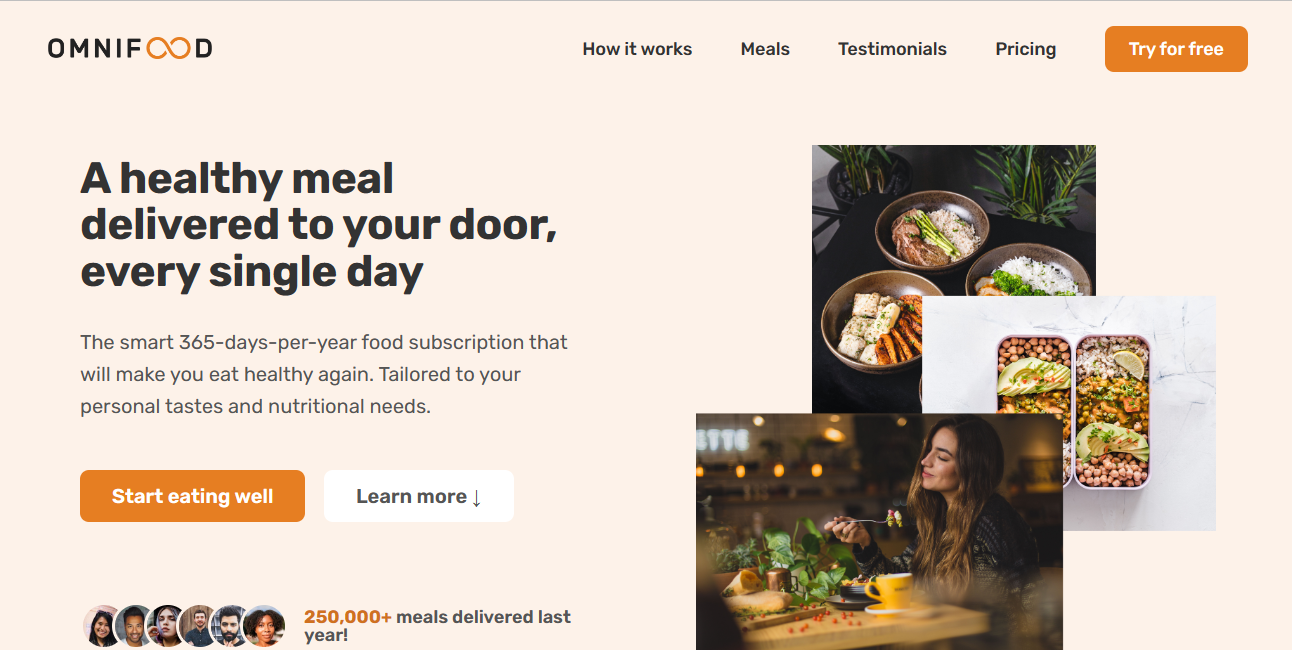 OMNIFOOD
How it works
Meals
Testimonials
Pricing
Try for free
A healthy meal
delivered to your door,
every single day
The smart 365-days-per-year food subscription that
will make you eat healthy again. Tailored to your
personal tastes and nutritional needs.
Start eating well
Learn more ↓
250,000+ meals delivered last
year!